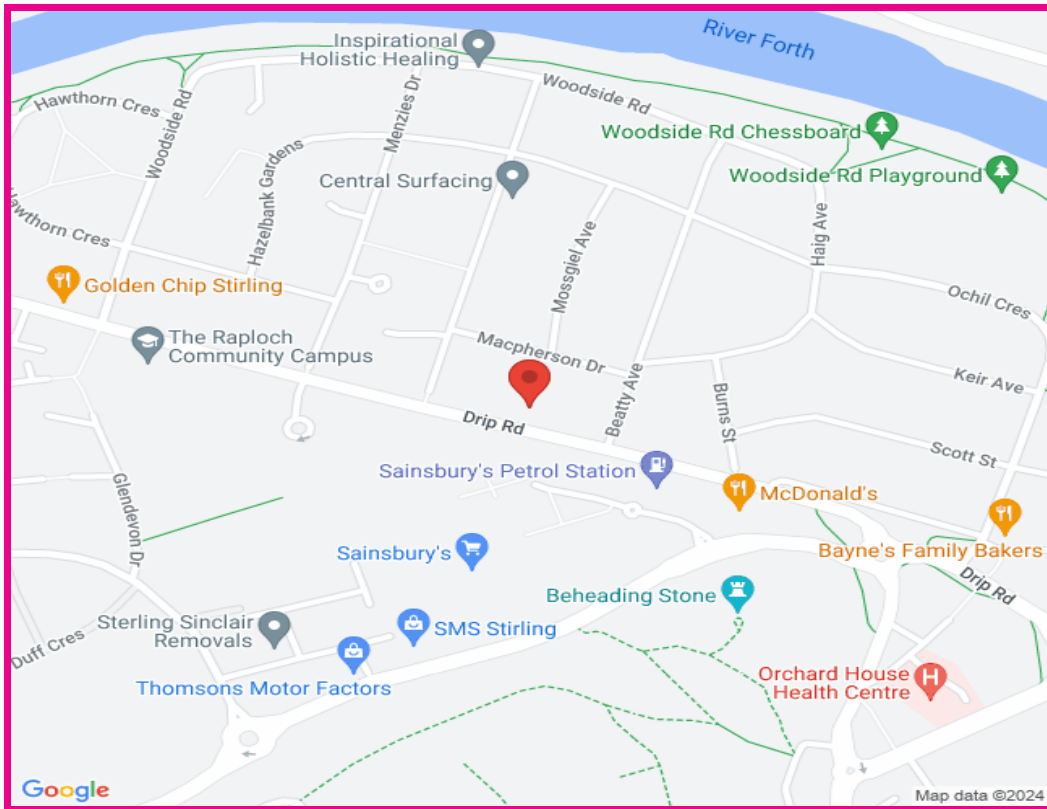 River Forth
Inspirational
Holistic Healing
Woodside Rd
Hawthorn Cres
Woodside Rd
Menzies Dr
Woodside Rd Chessboard
Woodside Rd Playground
Hazelbank Gardens
Central Surfacing
Hawthorn Cres
Mossgiel Ave
Haig Ave
Golden Chip Stirling
Ochil Cres
The Raploch
Community Campus
Macpherson Dr
Keir Ave
Beatty Ave
Burns St
Drip Rd
Scott St
Sainsbury's Petrol Station
McDonald's
Glendevon Dr
Sainsbury's
Bayne's Family Bakers
Drip Rd
Beheading Stone
Sterling Sinclair
Removals
SMS Stirling
Duff Cres
Thomsons Motor Factors
Orchard House
Health Centre
H
Google
Map data ©2024